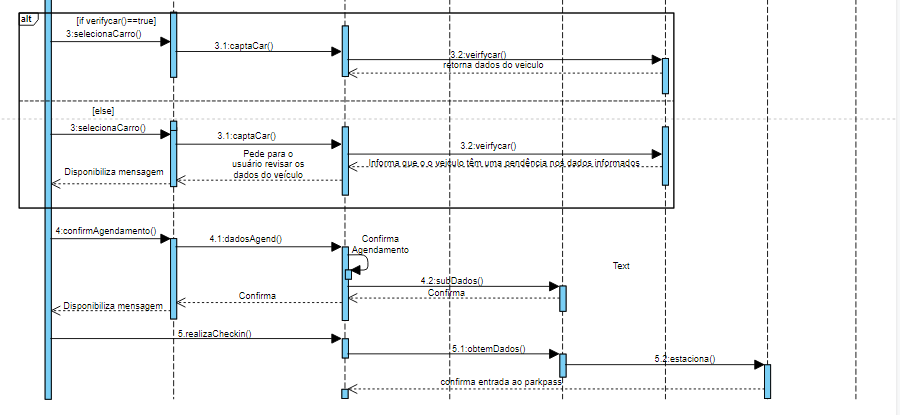 alt
[if verifycar()==true]
3:selecionaCarro()
3.1:captaCar()
3.2:veirfycar()
retorna dados do veiculo
[else]
3:selecionaCarro()
3.1:captaCar()
3.2:veirfycar()
Pede para o
usuário revisar os
dados do veículo
Informa que o o veiculo têm uma pendência nos dados informados
Disponibiliza mensagem
4:confirmAgendamento()
4.1:dadosAgend()
Confirma
Agendamento
Text
4.2:subDados()
Confirma
Confirma
Disponibiliza mensagem
5.realizaCheckin()
5.1:obtemDados()
5.2:estaciona()
confirma entrada ao parkpass